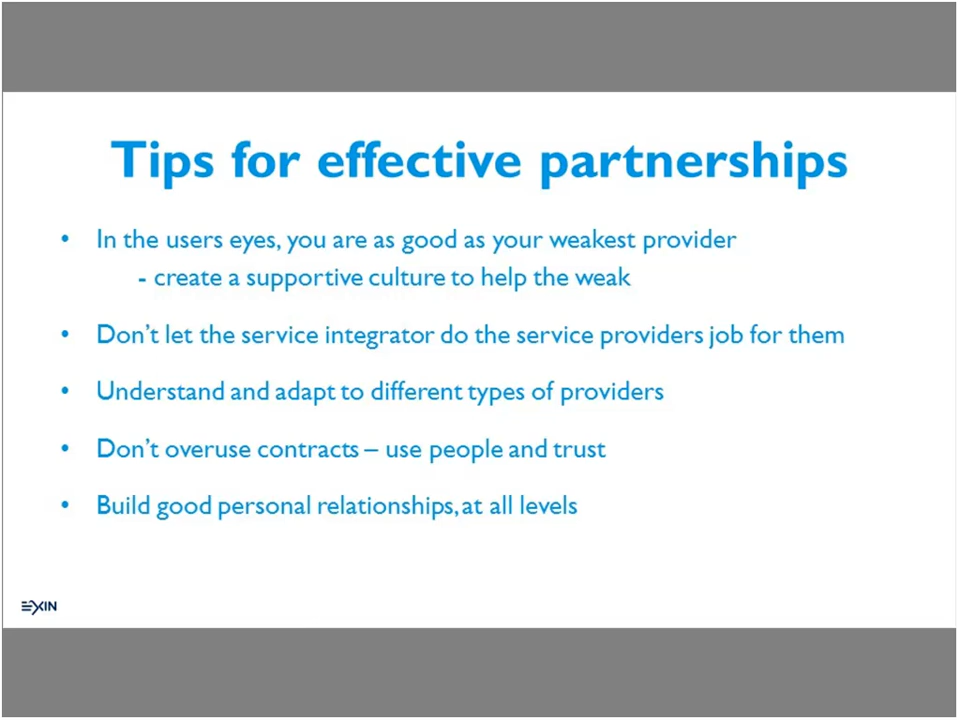 Tips for effective partnerships
• In the users eyes, you are as good as your weakest provider
- create a supportive culture to help the weak
• Don’t let the service integrator do the service providers job for them
• Understand and adapt to different types of providers
• Don’t overuse contracts – use people and trust
• Build good personal relationships, at all levels
EXIN